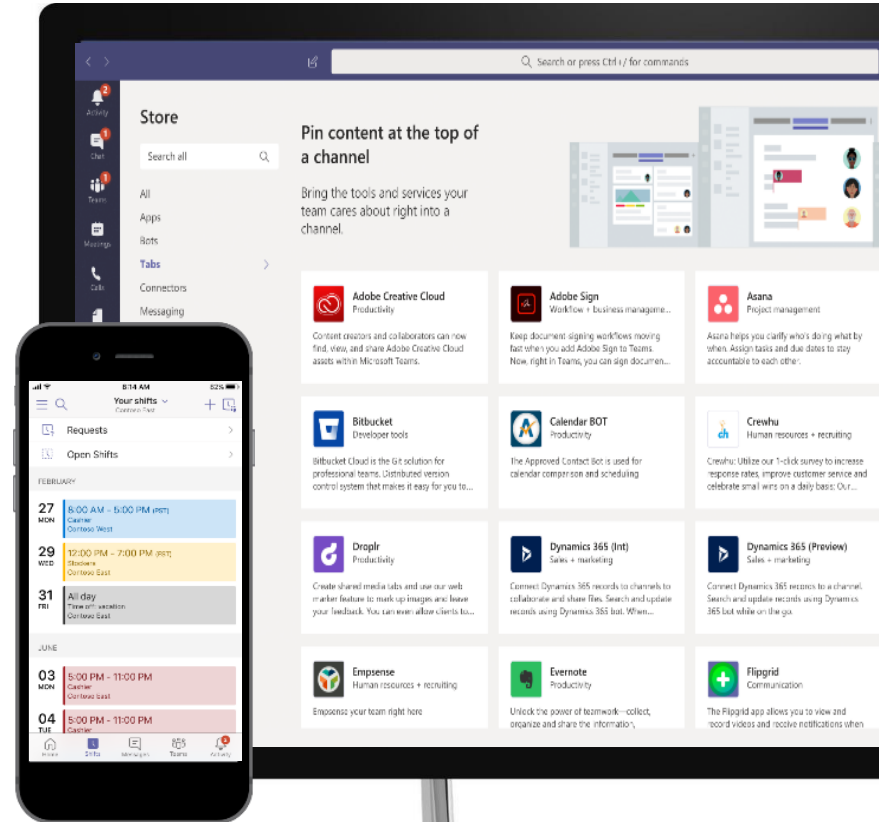 Search or press Ctrl+/ for commands
2
Activity
1
Chat
1
Teams
Meetings
Calls
Store
Search all
All
Apps
Bots
Tabs
Connectors
Messaging
Pin content at the top of
a channel
Bring the tools and services your
team cares about right into a
channel.
Adobe Creative Cloud
Productivity
Content creators and collaborators can now
find, view, and share Adobe Creative Cloud
assets within Microsoft Teams.
Adobe Sign
Workflow + business manageme...
Keep document signing workflows moving
fast when you add Adobe Sign to Teams.
Now, right in Teams, you can sign documen...
Asana
Project management
Asana helps you clarify who's doing what by
when. Assign tasks and due dates to stay
accountable to each other.
Bitbucket
Developer tools
Bitbucket Cloud is the Git solution for
professional teams. Distributed version
control system that makes it easy for you to...
Calendar BOT
Productivity
The Approved Contact Bot is used for
calendar comparison and scheduling
ch
Crewhu
Human resources + recruiting
Crewhu: Utilize our 1-click survey to increase
response rates, improve customer service and
celebrate small wins on a daily basis: Our...
Droplr
Productivity
Create shared media tabs and use our web
marker feature to mark up images and leave
your feedback. You can even allow clients to...
Dynamics 365 (Int)
Sales + marketing
Connect Dynamics 365 records to channels to
collaborate and share files. Search and update
records using Dynamics 365 bot. When...
Dynamics 365 (Preview)
Sales + marketing
Connect Dynamics 365 records to a channel.
Search and update records using Dynamics
365 bot while on the go.
Empsense
Human resources + recruiting
Empsense your team right here
Evernote
Productivity
Unlock the power of teamwork—collect,
organize and share the information,
Flipgrid
Communication
The Flipgrid app allows you to view and
record videos and receive notifications when
8:14 AM
82%
Your shifts
Contoso East
Requests
Open Shifts
FEBRUARY
27
MON
8:00 AM - 5:00 PM (PST)
Cashier
Contoso West
29
WED
12:00 PM - 7:00 PM (EST)
Stockers
Contoso East
31
FRI
All day
Time off: vacation
Contoso East
JUNE
03
MON
5:00 PM - 11:00 PM
Cashier
Contoso East
04
TUE
5:00 PM - 11:00 PM
Cashier
Home
Shifts
Messages
Teams
Activity